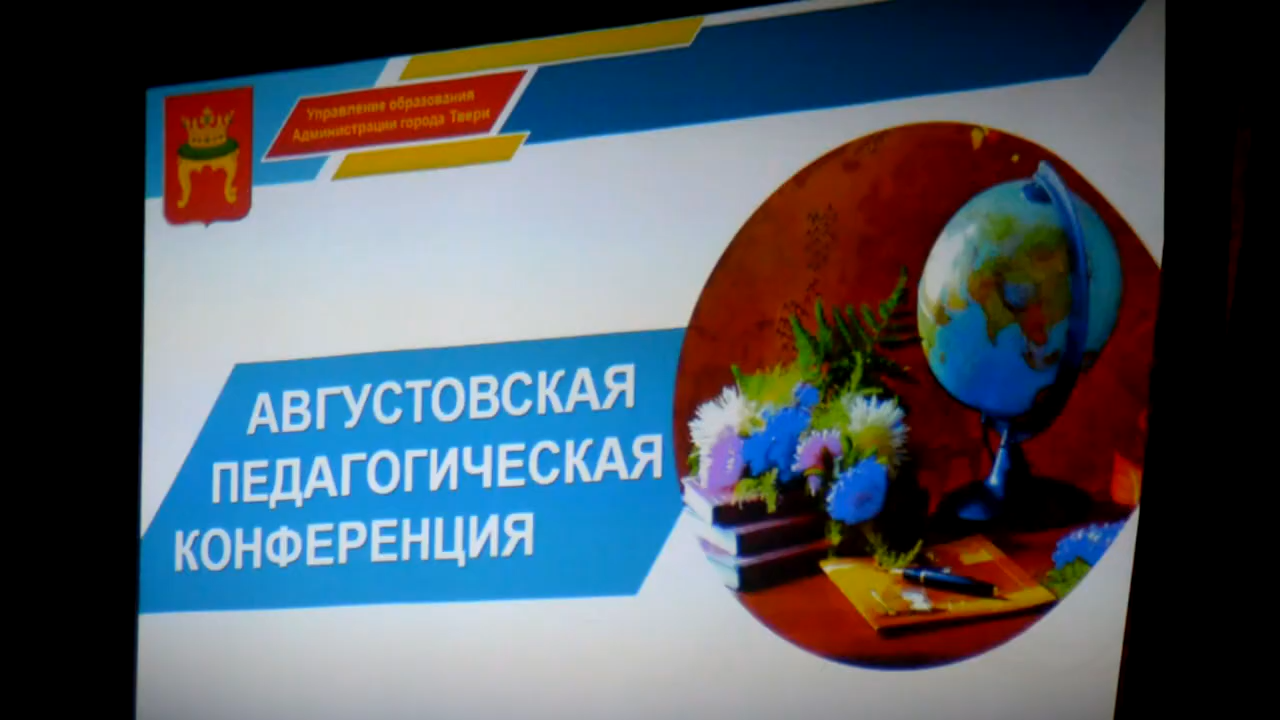 Управление образования
Администрации города Твери
АВГУСТОВСКАЯ
ПЕДАГОГИЧЕСКАЯ
КОНФЕРЕНЦИЯ